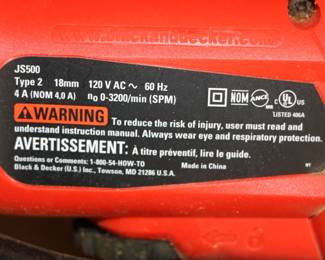 www.blackanddecker.com
JS500
Type 2 18mm 120 V AC ~ 60 Hz
4 A (NOM 4,0 A) n₀ 0-3200/min (SPM)
NOM ANCE C UL US
LISTED 406A
WARNING To reduce the risk of injury, user must read and
understand instruction manual. Always wear eye and respiratory protection.
AVERTISSEMENT: À titre préventif, lire le guide.
Questions or Comments: 1-800-54-HOW-TO
Black & Decker (U.S.) Inc., Towson, MD 21286 U.S.A. Made in China